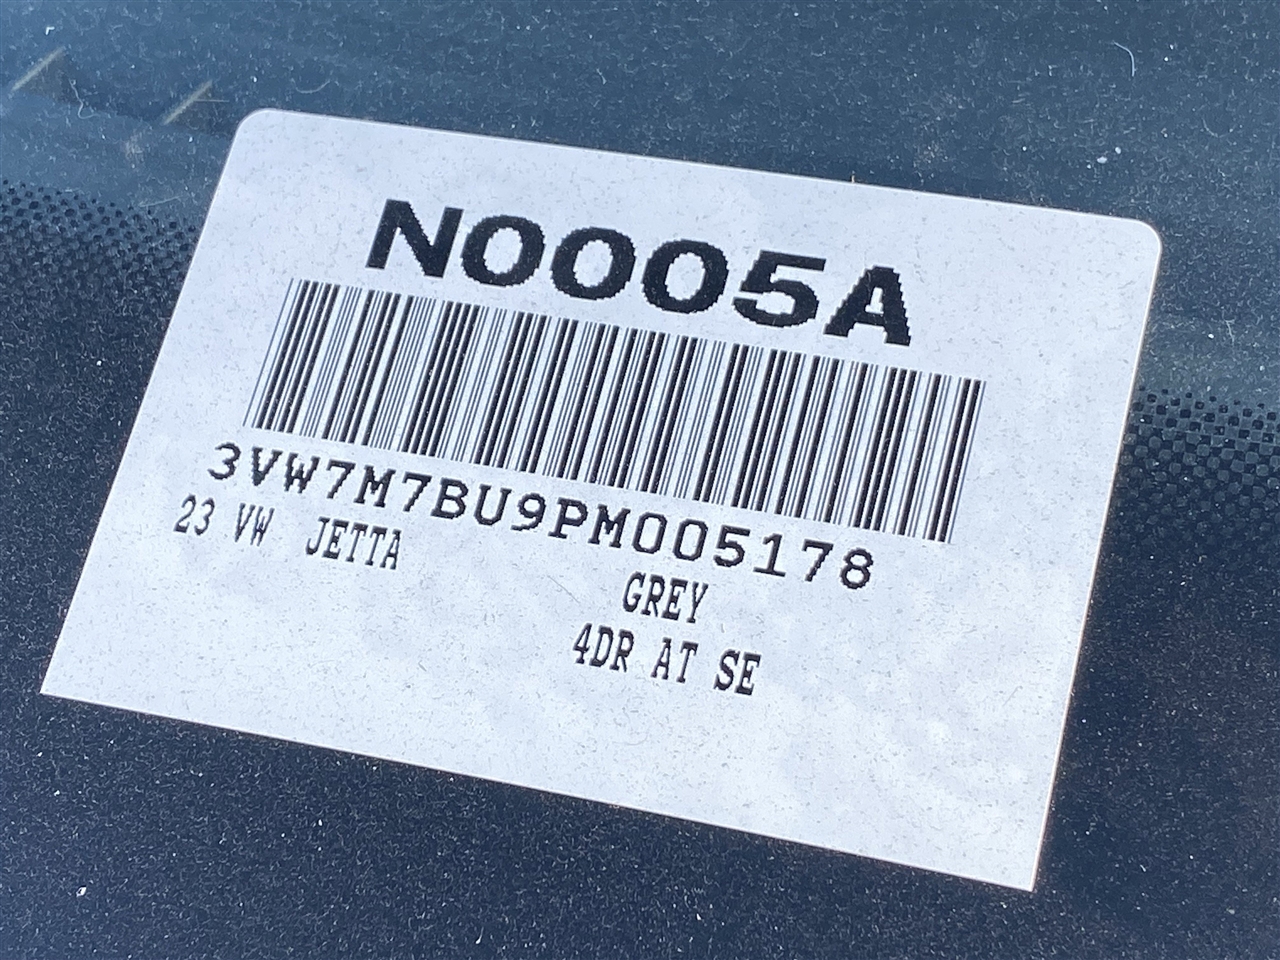 N0005A
3VW7M7BU9PM005178
23 VW JETTA
GREY
4DR AT SE